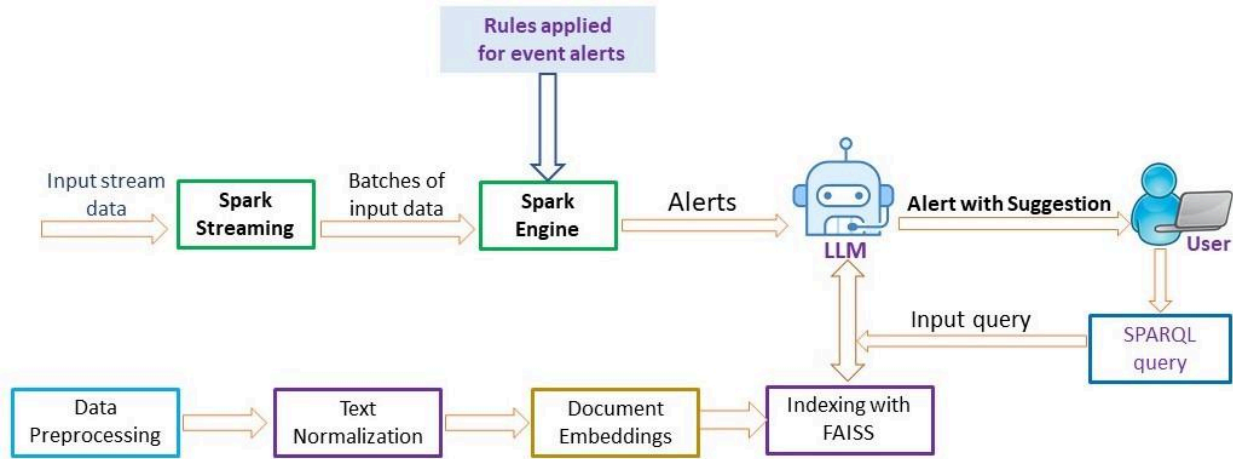 Rules applied
for event alerts
Input stream
data
Spark
Streaming
Batches of
input data
Spark
Engine
Alerts
LLM
Alert with Suggestion
User
Input query
SPARQL
query
Data
Preprocessing
Text
Normalization
Document
Embeddings
Indexing with
FAISS